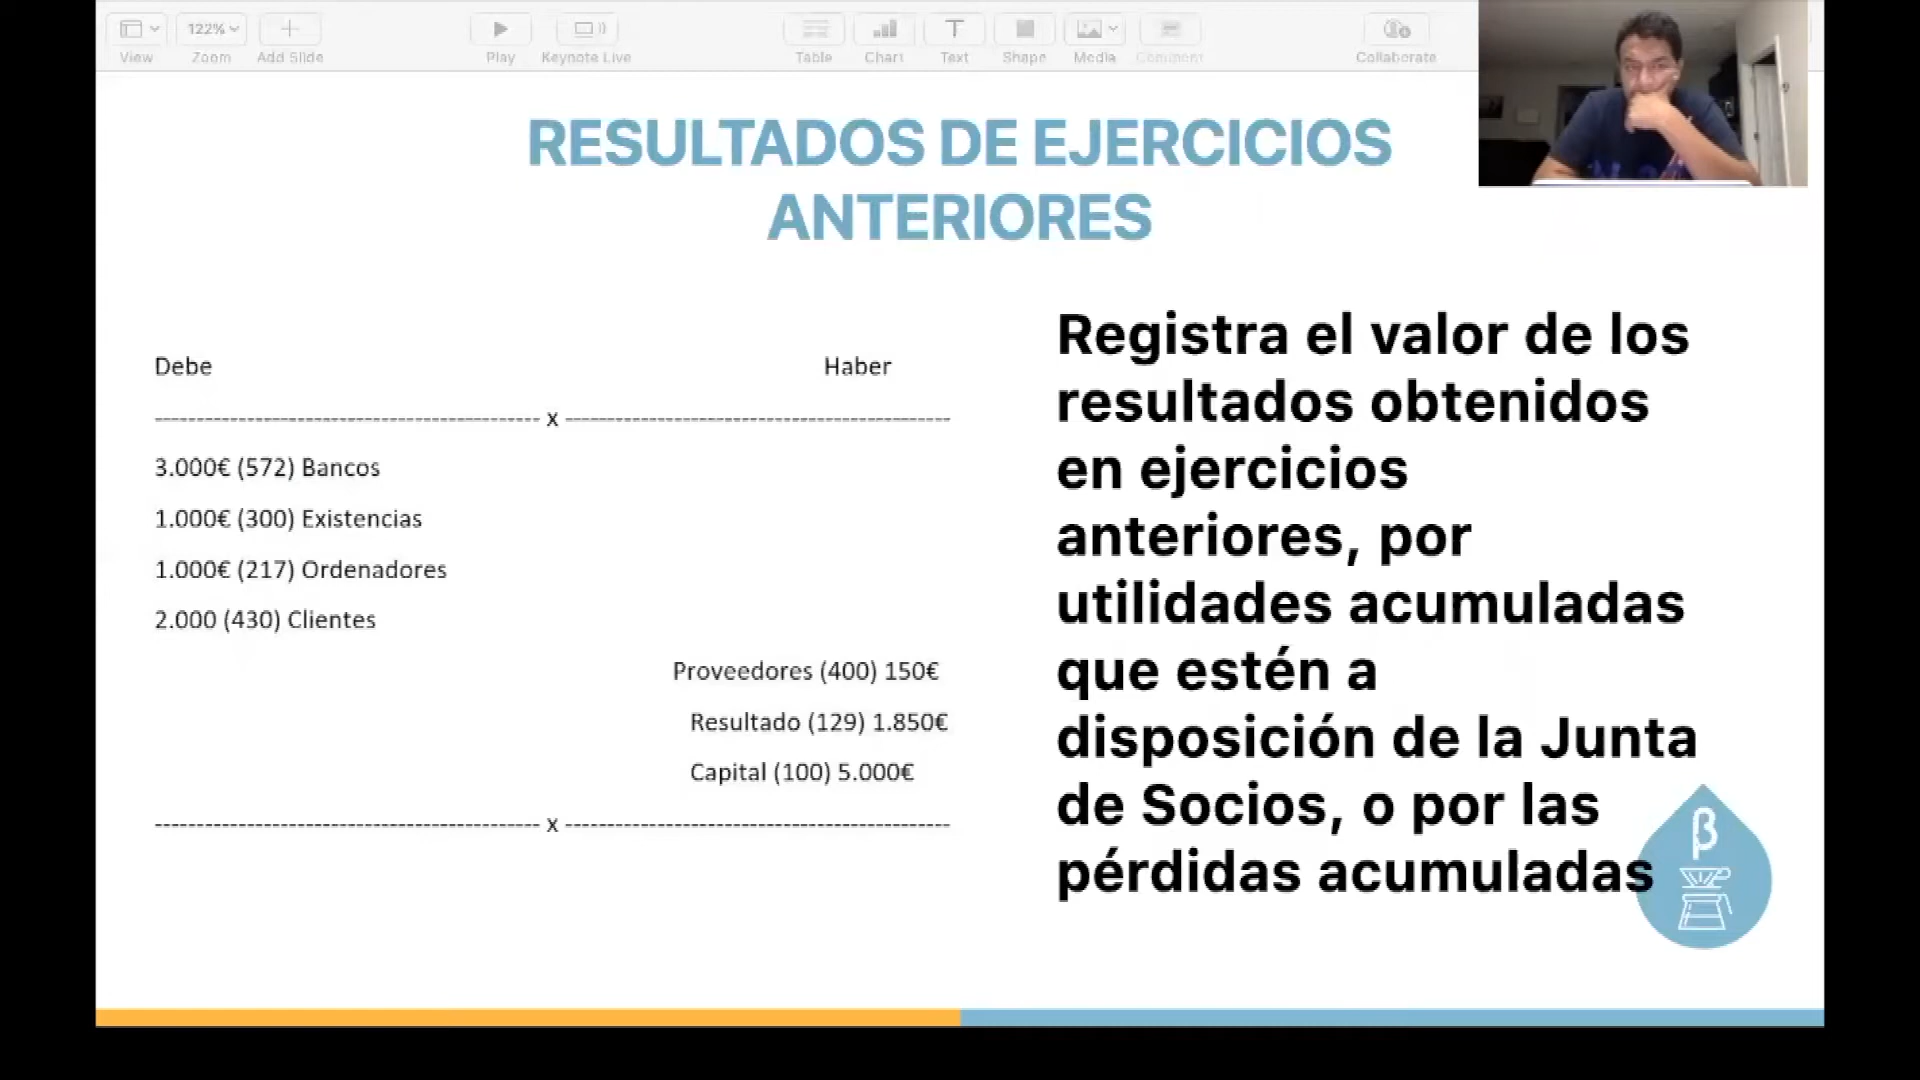 122%
View
Zoom
Add Slide
Play
Keynote Live
Table
Chart
Text
Shape
Media
Comment
Collaborate
RESULTADOS DE EJERCICIOS
ANTERIORES
Debe Haber
---------------------------------------------- x ----------------------------------------------
3.000€ (572) Bancos
1.000€ (300) Existencias
1.000€ (217) Ordenadores
2.000 (430) Clientes
Proveedores (400) 150€
Resultado (129) 1.850€
Capital (100) 5.000€
---------------------------------------------- x ----------------------------------------------
Registra el valor de los
resultados obtenidos
en ejercicios
anteriores, por
utilidades acumuladas
que estén a
disposición de la Junta
de Socios, o por las
pérdidas acumuladas
β